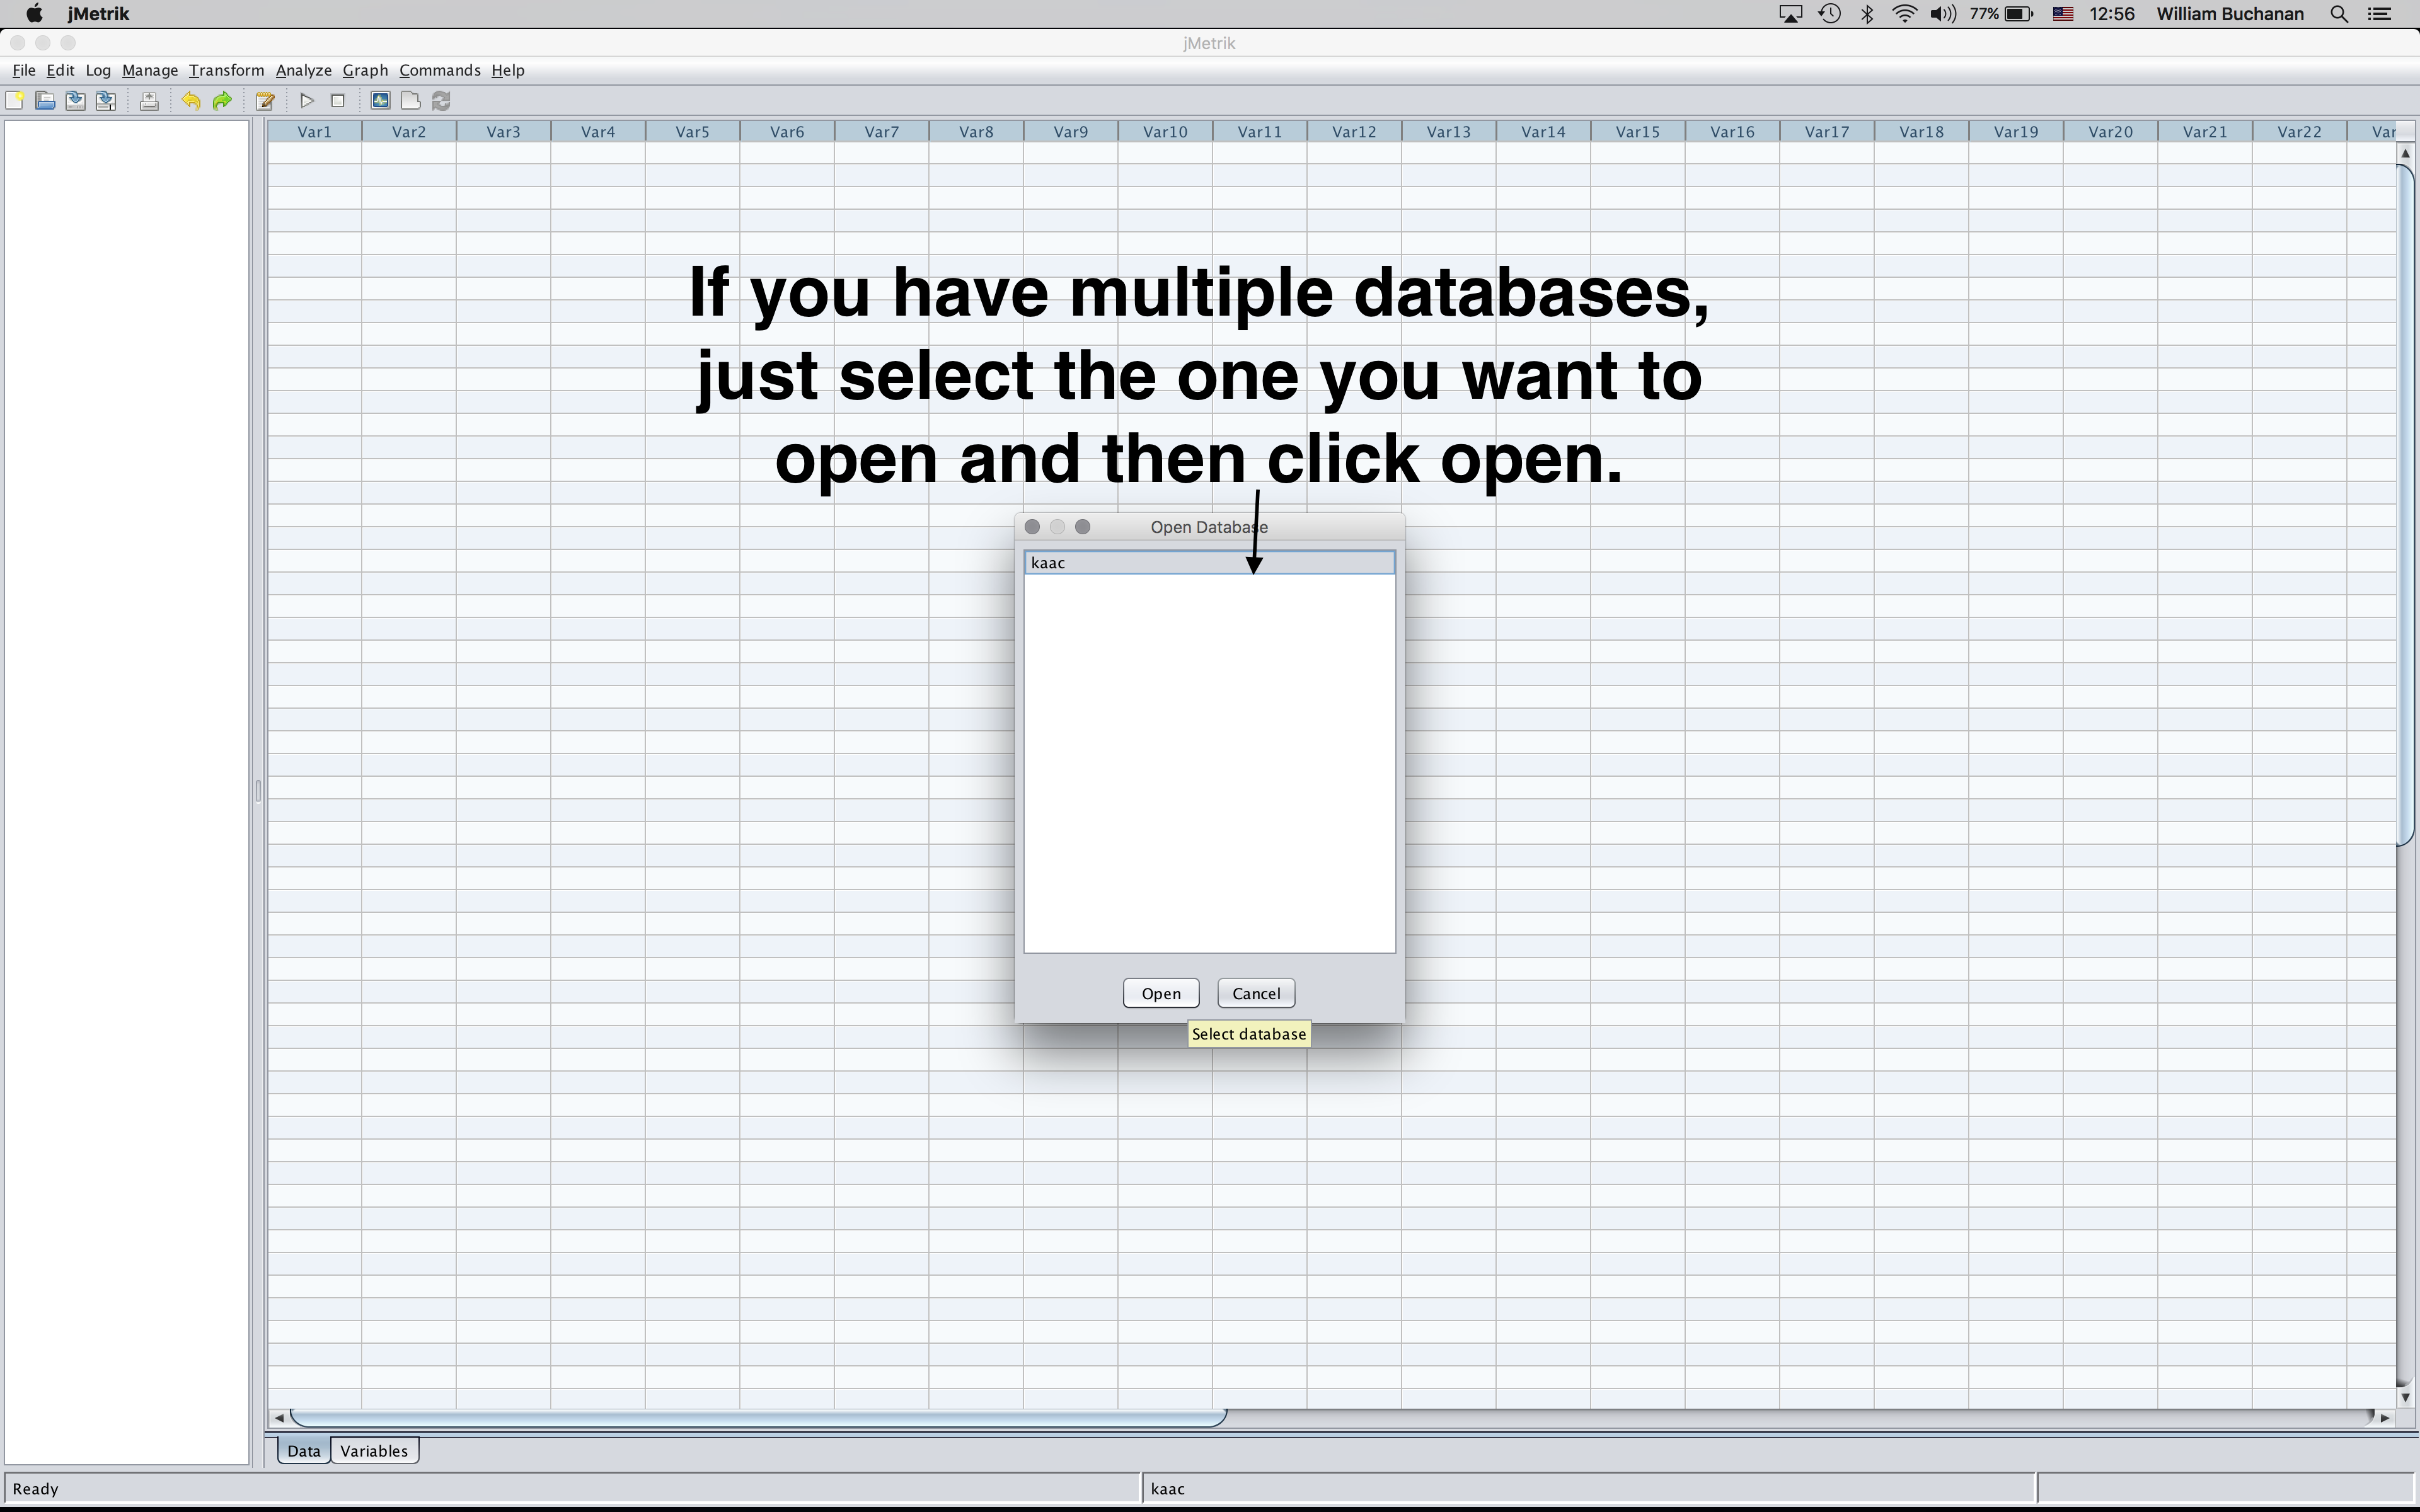 jMetrik
77%
12:56
William Buchanan
jMetrik
File Edit Log Manage Transform Analyze Graph Commands Help
Var1 Var2 Var3 Var4 Var5 Var6 Var7 Var8 Var9 Var10 Var11 Var12 Var13 Var14 Var15 Var16 Var17 Var18 Var19 Var20 Var21 Var22 Var
If you have multiple databases,
just select the one you want to
open and then click open.
Open Database
kaac
Open Cancel
Select database
Data Variables
Ready
kaac